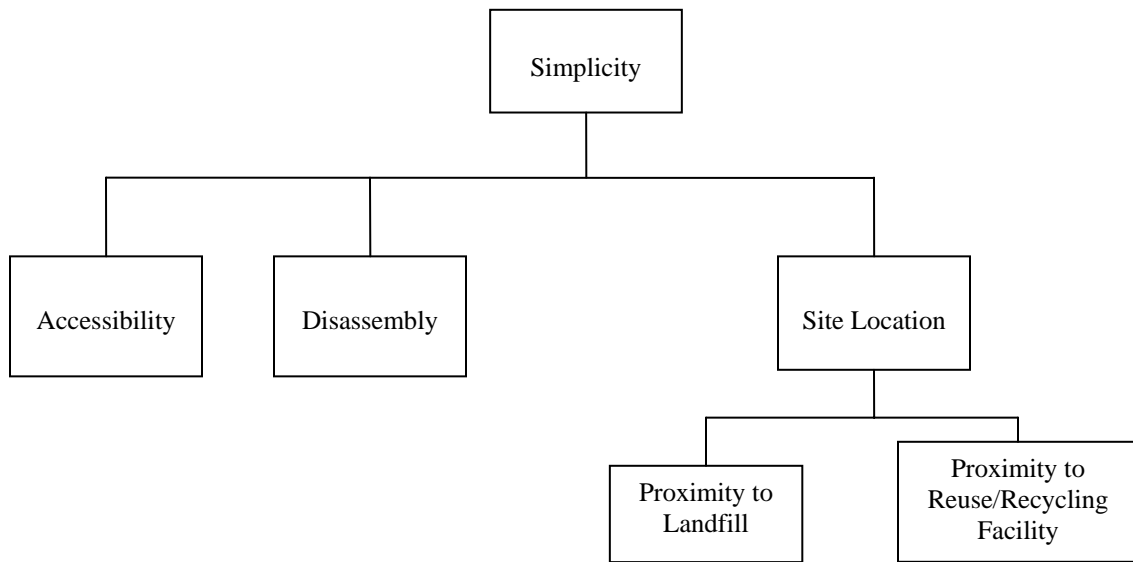 Simplicity
Accessibility
Disassembly
Site Location
Proximity to
Landfill
Proximity to
Reuse/Recycling
Facility